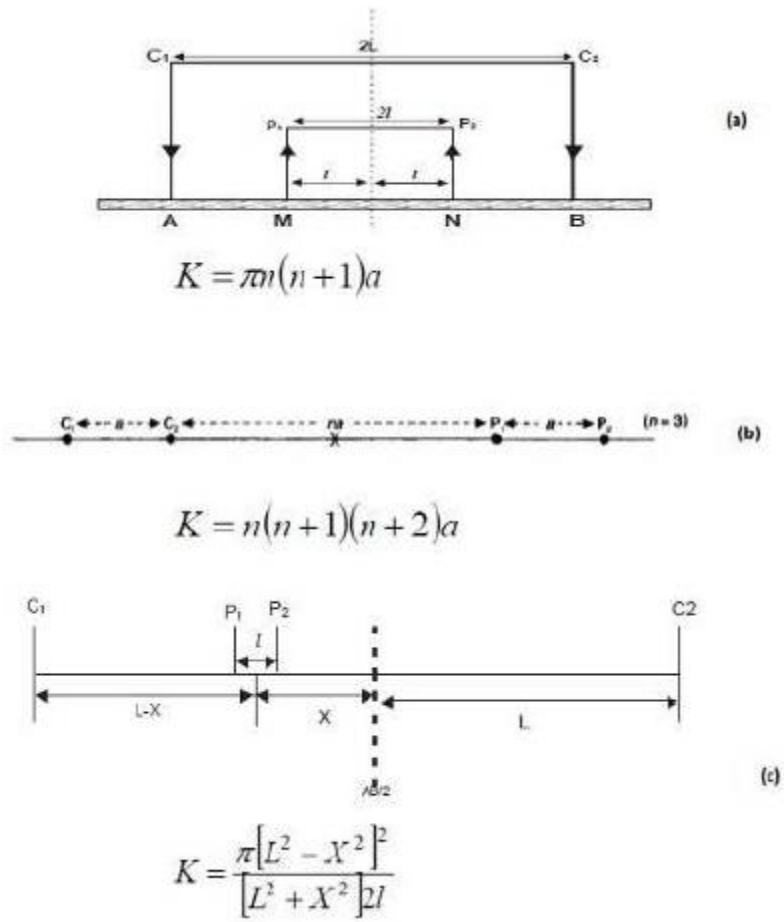 2L
C₁ C₂
(a)
2l
P₁ P₂
l l
A M N B
K = πn(n + 1)a
C₁ a C₂ na P₁ a P₂ (n = 3)
(b)
X
K = n(n + 1)(n + 2)a
C₁ P₁ P₂ C2
l
L-X X L
AB/2
(c)
K = π[L² − X²]² / [L² + X²]2l